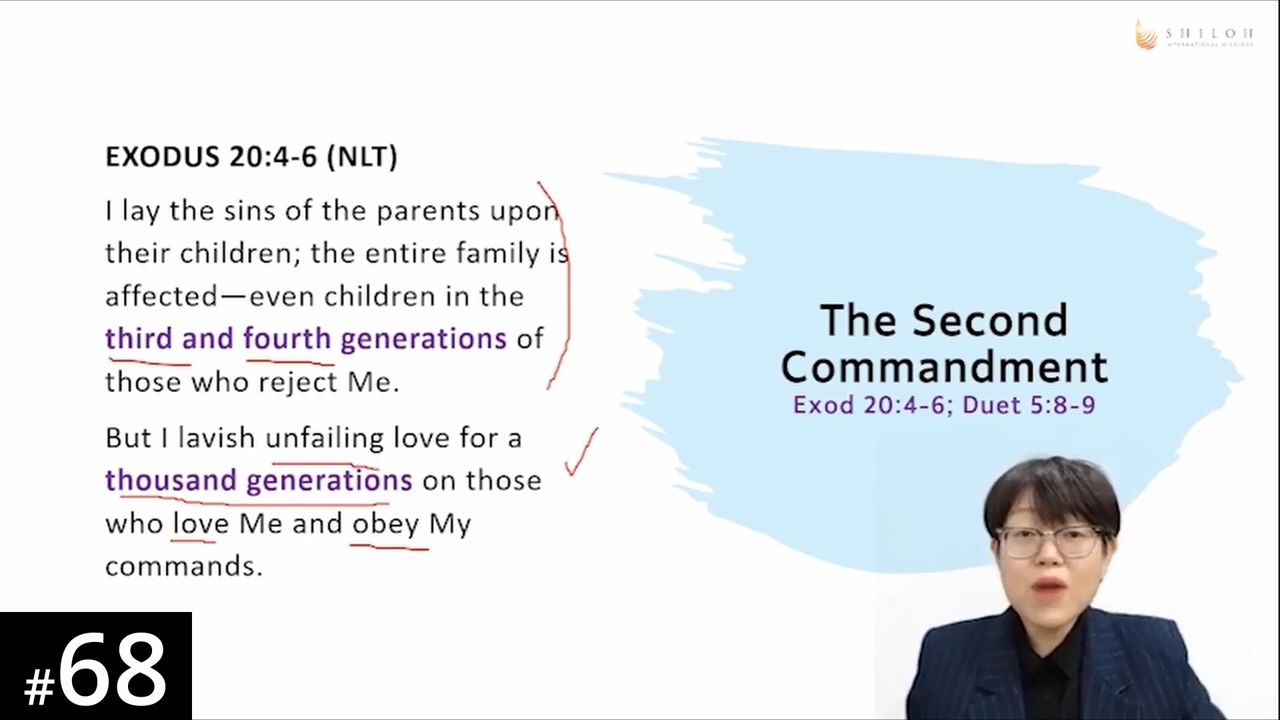 SHILOH
INTERNATIONAL MISSIONS
EXODUS 20:4-6 (NLT)
I lay the sins of the parents upon
their children; the entire family is
affected—even children in the
third and fourth generations of
those who reject Me.
But I lavish unfailing love for a
thousand generations on those
who love Me and obey My
commands.
The Second
Commandment
Exod 20:4-6; Duet 5:8-9
#68